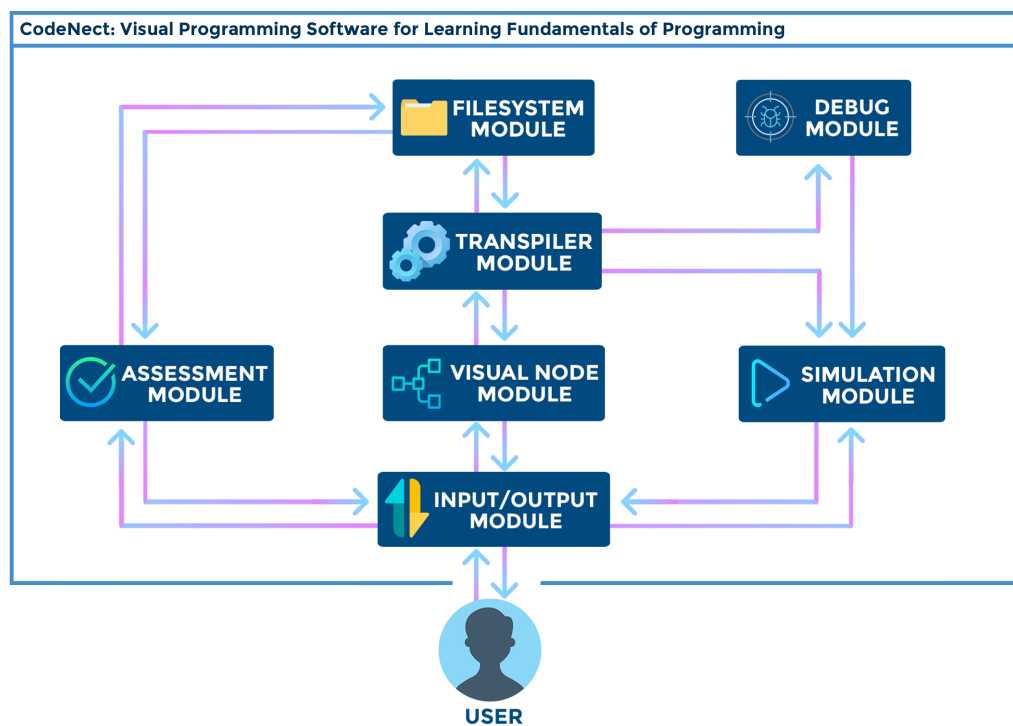 CodeNect: Visual Programming Software for Learning Fundamentals of Programming
FILESYSTEM
MODULE
DEBUG
MODULE
TRANSPILER
MODULE
ASSESSMENT
MODULE
VISUAL NODE
MODULE
SIMULATION
MODULE
INPUT/OUTPUT
MODULE
USER